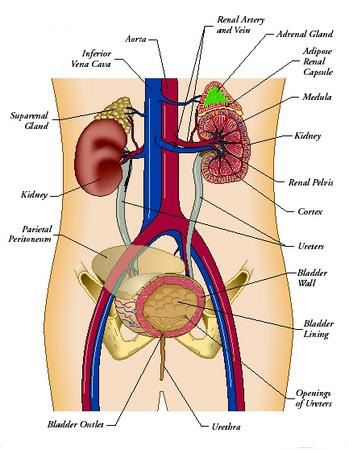 Renal Artery
and Vein
Aorta
Adrenal Gland
Inferior
Vena Cava
Adipose
Renal
Capsule
Medula
Suparenal
Gland
Kidney
Renal Pelvis
Kidney
Cortex
Parietal
Peritoneum
Ureters
Bladder
Wall
Bladder
Lining
Openings
of Ureters
Bladder Outlet
Urethra